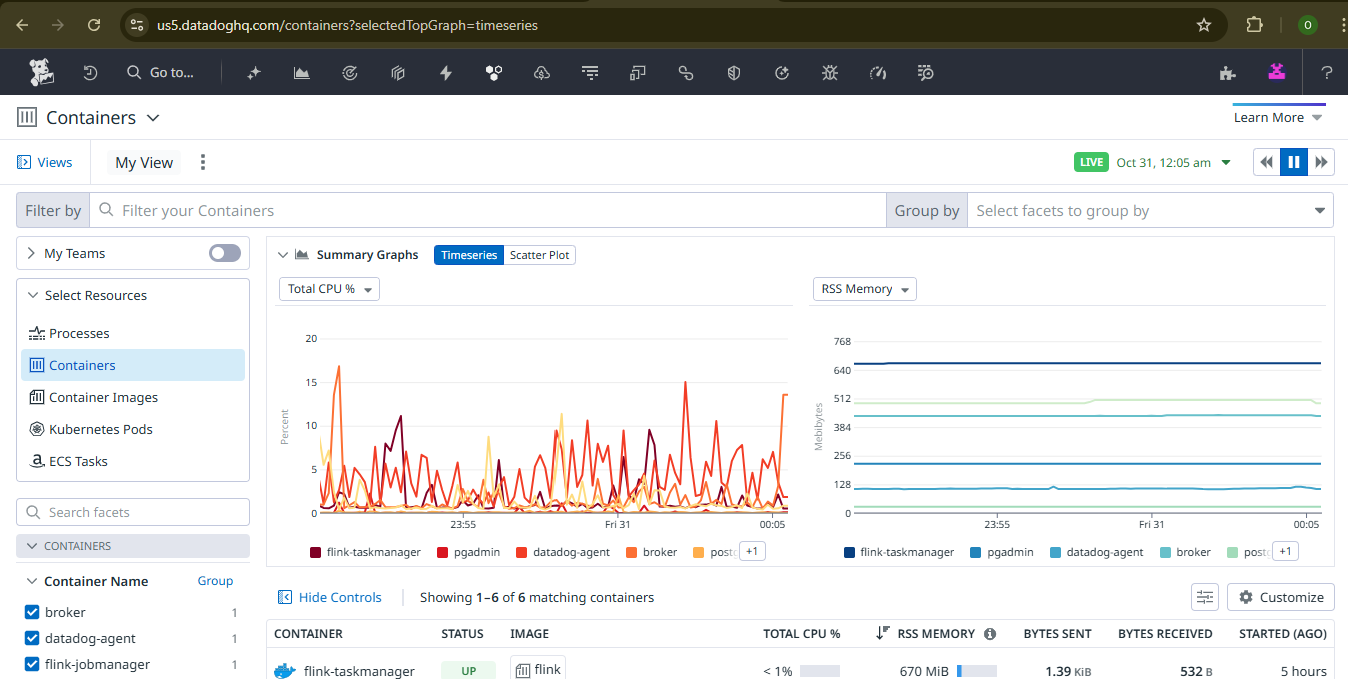 us5.datadoghq.com/containers?selectedTopGraph=timeseries
O
Go to...
?
Containers
Learn More
Views
My View
LIVE Oct 31, 12:05 am
Filter by Filter your Containers Group by Select facets to group by
My Teams
Select Resources
Processes
Containers
Container Images
Kubernetes Pods
ECS Tasks
Search facets
CONTAINERS
Container Name Group
broker 1
datadog-agent 1
flink-jobmanager 1
Summary Graphs Timeseries Scatter Plot
Total CPU %
Percent
20
15
10
5
0
23:55 Fri 31 00:05
flink-taskmanager pgadmin datadog-agent broker postc +1
RSS Memory
Mebibytes
768
640
512
384
256
128
0
23:55 Fri 31 00:05
flink-taskmanager pgadmin datadog-agent broker postc +1
Hide Controls Showing 1–6 of 6 matching containers Customize
CONTAINER STATUS IMAGE TOTAL CPU % RSS MEMORY BYTES SENT BYTES RECEIVED STARTED (AGO)
flink-taskmanager UP flink < 1% 670 MiB 1.39 KiB 532 B 5 hours